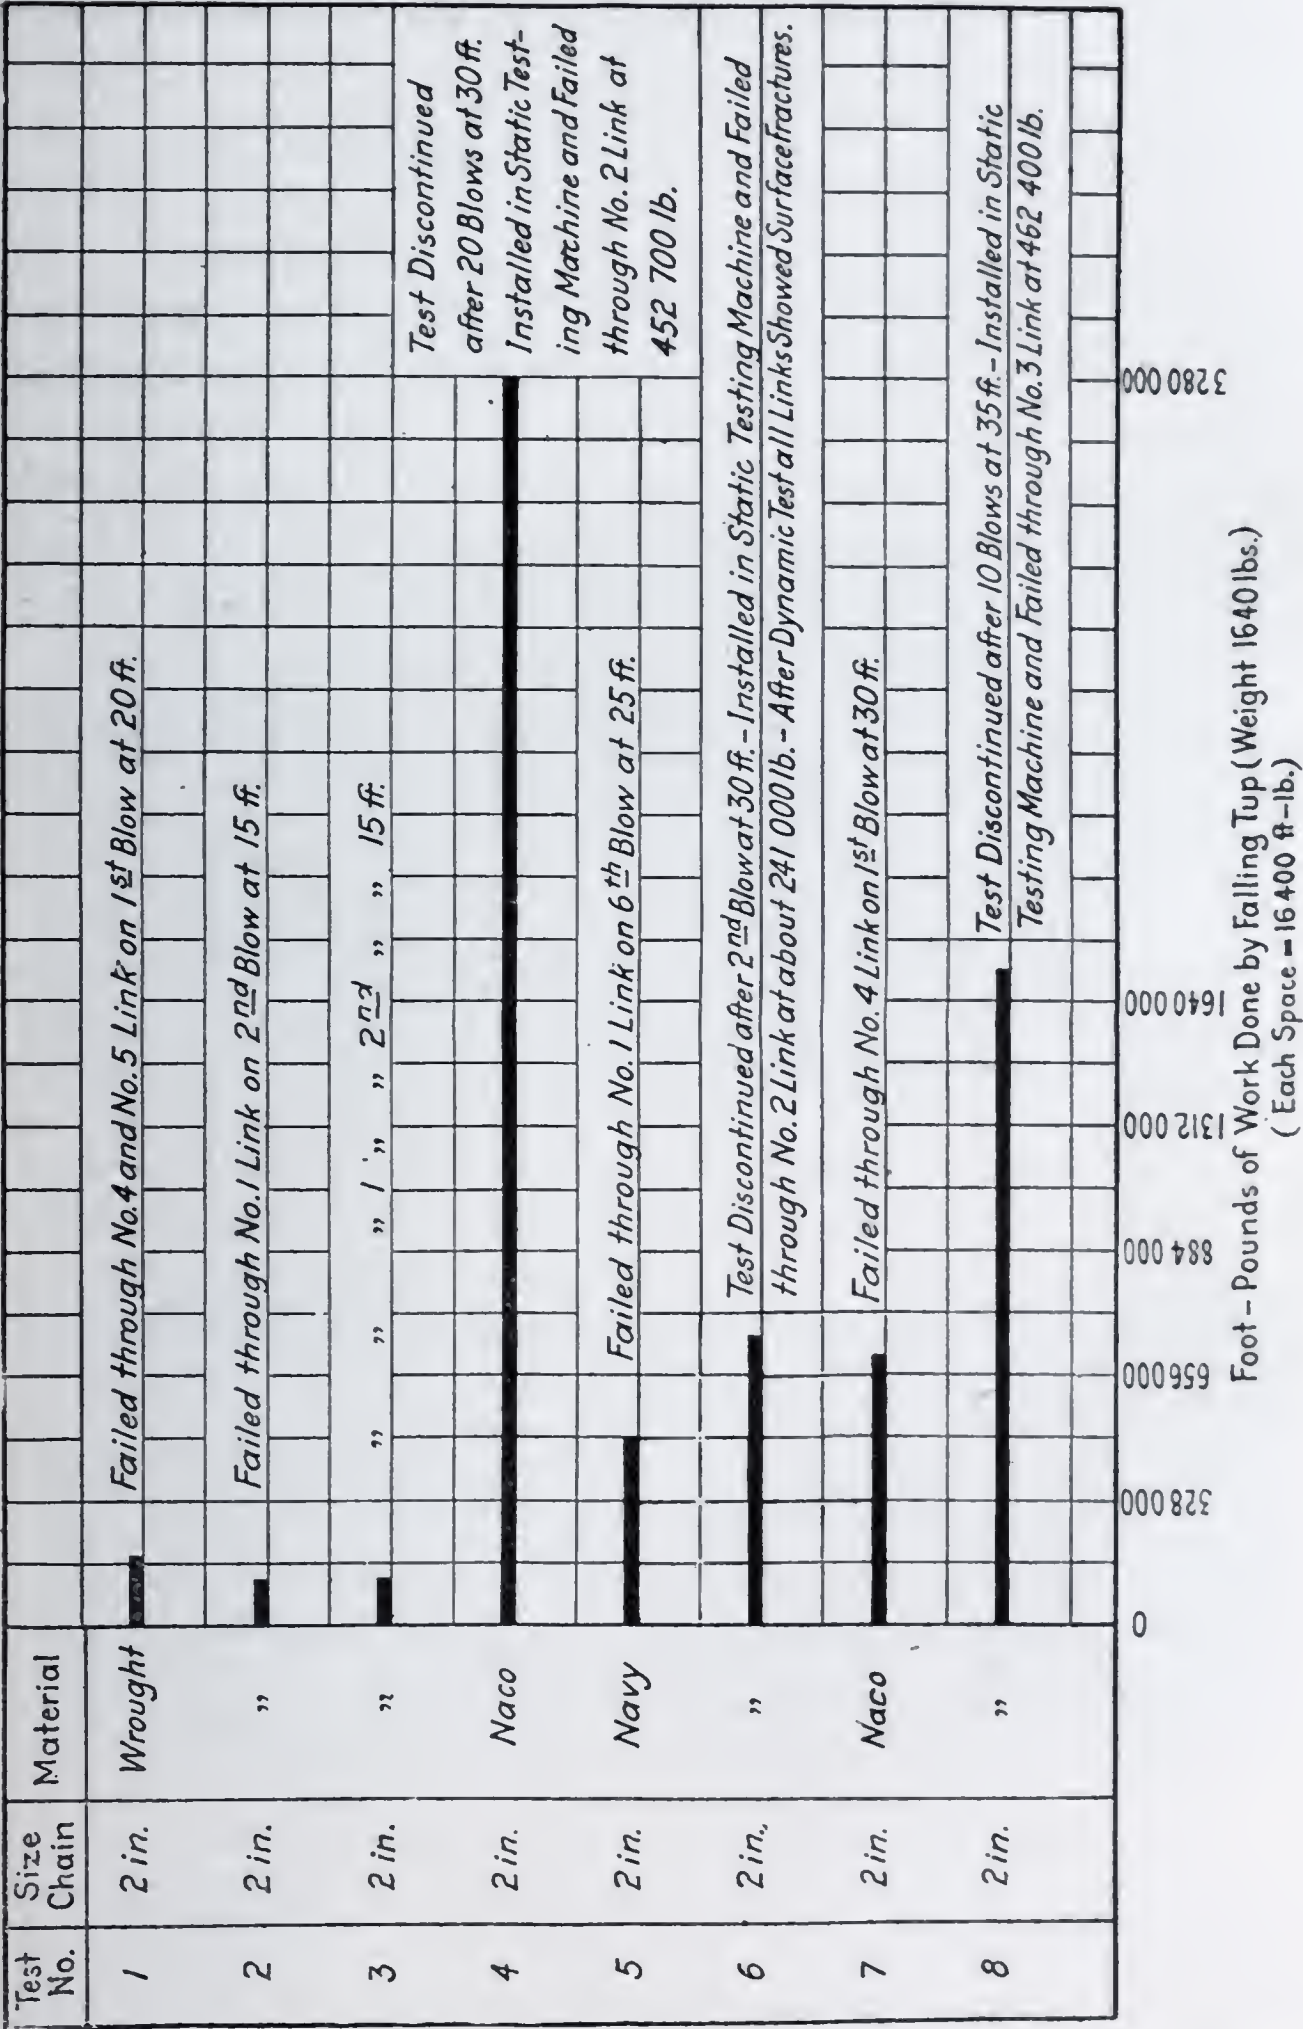 Test No. Size Chain Material
1 2 in. Wrought Failed through No. 4 and No. 5 Link on 1st Blow at 20 ft.
2 2 in. " Failed through No. 1 Link on 2nd Blow at 15 ft.
3 2 in. " " " " 1 " " 2nd " " 15 ft.
4 2 in. Naco
Test Discontinued
after 20 Blows at 30 ft.
Installed in Static Test-
ing Machine and Failed
through No. 2 Link at
452 700 lb.
5 2 in. Navy Failed through No. 1 Link on 6th Blow at 25 ft.
6 2 in. " Test Discontinued after 2nd Blow at 30 ft. - Installed in Static Testing Machine and Failed
through No. 2 Link at about 241 000 lb. - After Dynamic Test all Links Showed Surface Fractures.
7 2 in. Naco Failed through No. 4 Link on 1st Blow at 30 ft.
8 2 in. " Test Discontinued after 10 Blows at 35 ft. - Installed in Static
Testing Machine and Failed through No. 3 Link at 462 400 lb.
0 328 000 656 000 884 000 1312 000 1640 000 3280 000
Foot - Pounds of Work Done by Falling Tup (Weight 1640 lbs.)
(Each Space = 16 400 ft-lb.)